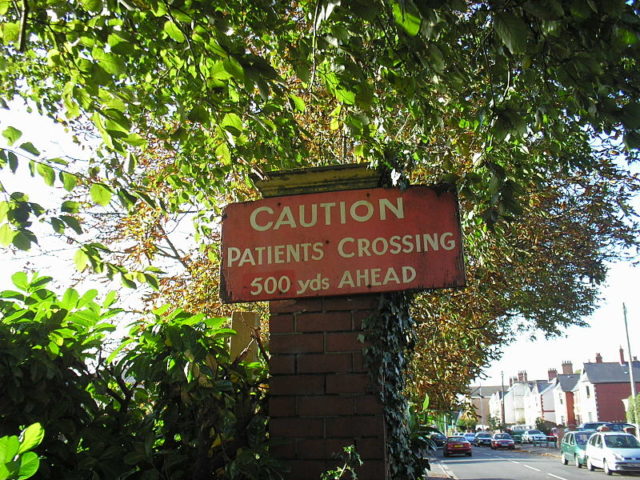 CAUTION
PATIENTS CROSSING
500 yds AHEAD